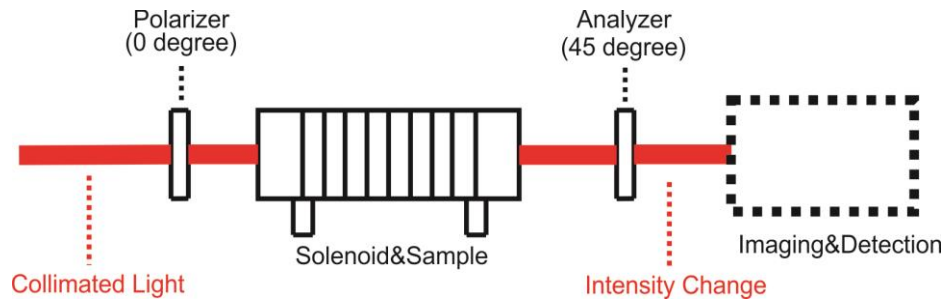 Polarizer
(0 degree)
Analyzer
(45 degree)
Solenoid&Sample
Imaging&Detection
Collimated Light
Intensity Change